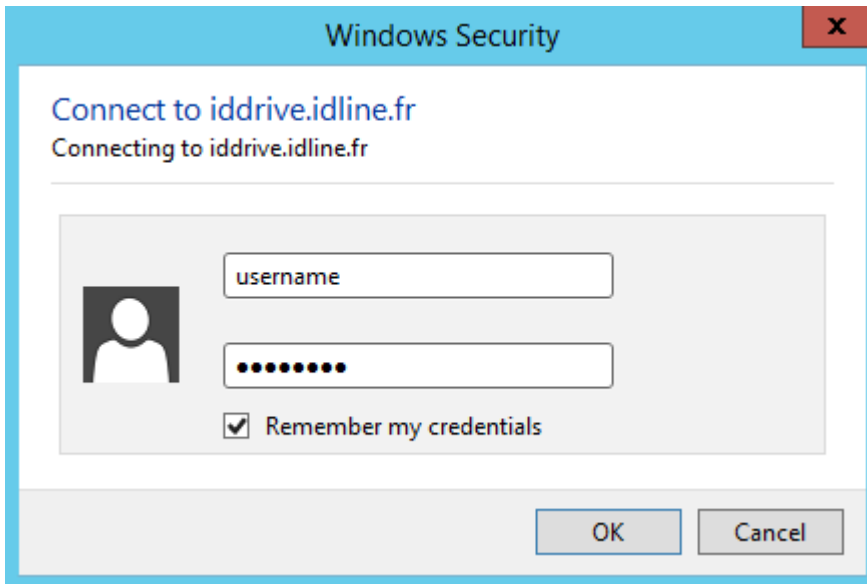 Windows Security
x
Connect to iddrive.idline.fr
Connecting to iddrive.idline.fr
username
••••••••
Remember my credentials
OK Cancel